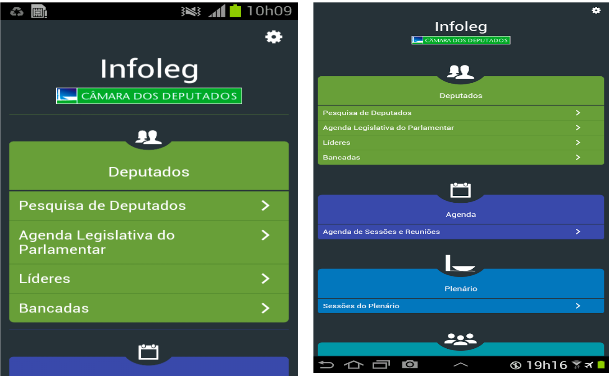 10h09
Infoleg
CÂMARA DOS DEPUTADOS
Deputados
Pesquisa de Deputados
Agenda Legislativa do
Parlamentar
Líderes
Bancadas
Infoleg
CÂMARA DOS DEPUTADOS
Deputados
Pesquisa de Deputados
Agenda Legislativa do Parlamentar
Líderes
Bancadas
Agenda
Agenda de Sessões e Reuniões
Plenário
Sessões do Plenário
19h16